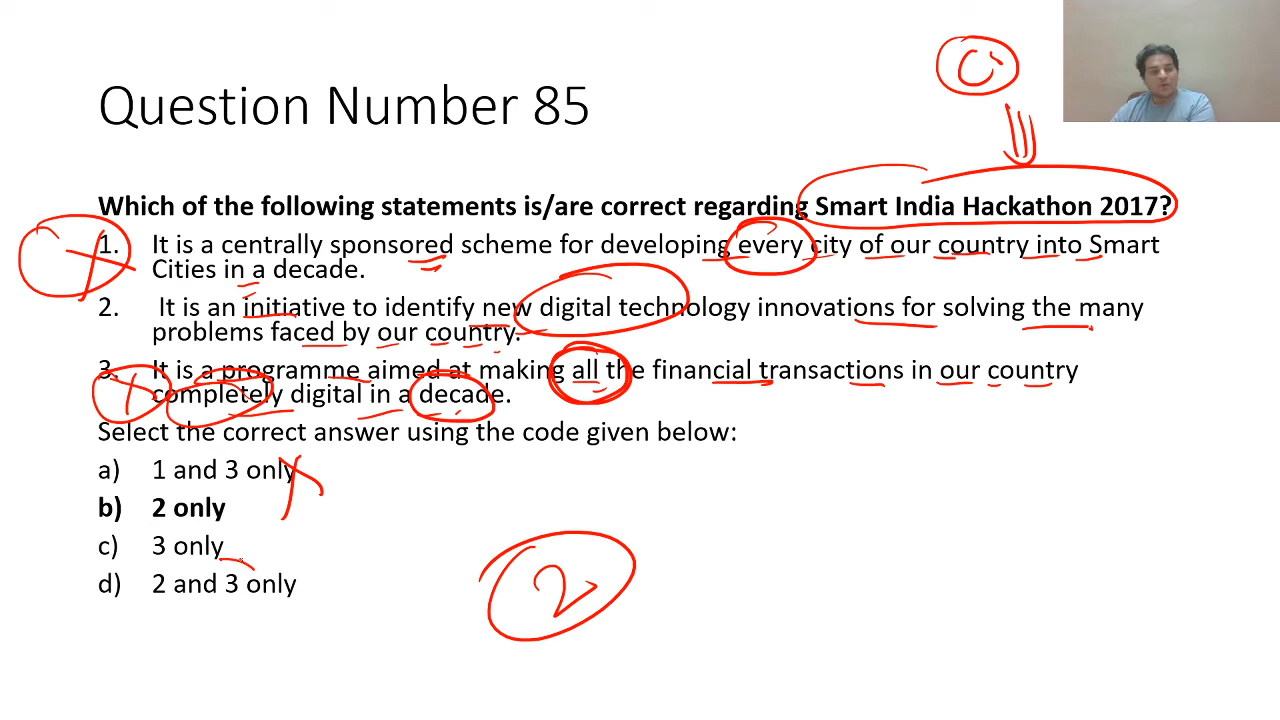 Question Number 85
Which of the following statements is/are correct regarding Smart India Hackathon 2017?
1. It is a centrally sponsored scheme for developing every city of our country into Smart
Cities in a decade.
2. It is an initiative to identify new digital technology innovations for solving the many
problems faced by our country.
3. It is a programme aimed at making all the financial transactions in our country
completely digital in a decade.
Select the correct answer using the code given below:
a) 1 and 3 only
b) 2 only
c) 3 only
d) 2 and 3 only
2